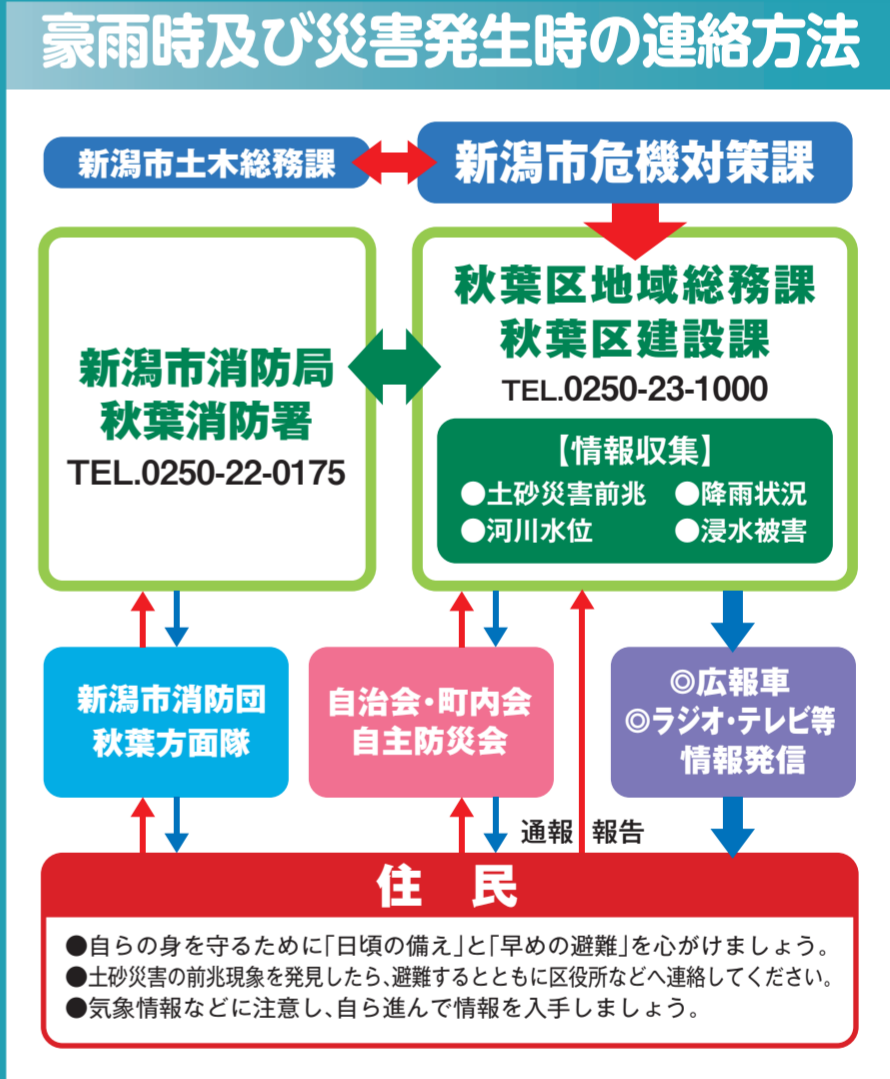 豪雨時及び災害発生時の連絡方法
新潟市土木総務課
新潟市危機対策課
新潟市消防局
秋葉消防署
TEL.0250-22-0175
秋葉区地域総務課
秋葉区建設課
TEL.0250-23-1000
【情報収集】
●土砂災害前兆 ●降雨状況
●河川水位 ●浸水被害
新潟市消防団
秋葉方面隊
自治会・町内会
自主防災会
◎広報車
◎ラジオ・テレビ等
情報発信
通報 報告
住 民
●自らの身を守るために「日頃の備え」と「早めの避難」を心がけましょう。
●土砂災害の前兆現象を発見したら、避難するとともに区役所などへ連絡してください。
●気象情報などに注意し、自ら進んで情報を入手しましょう。